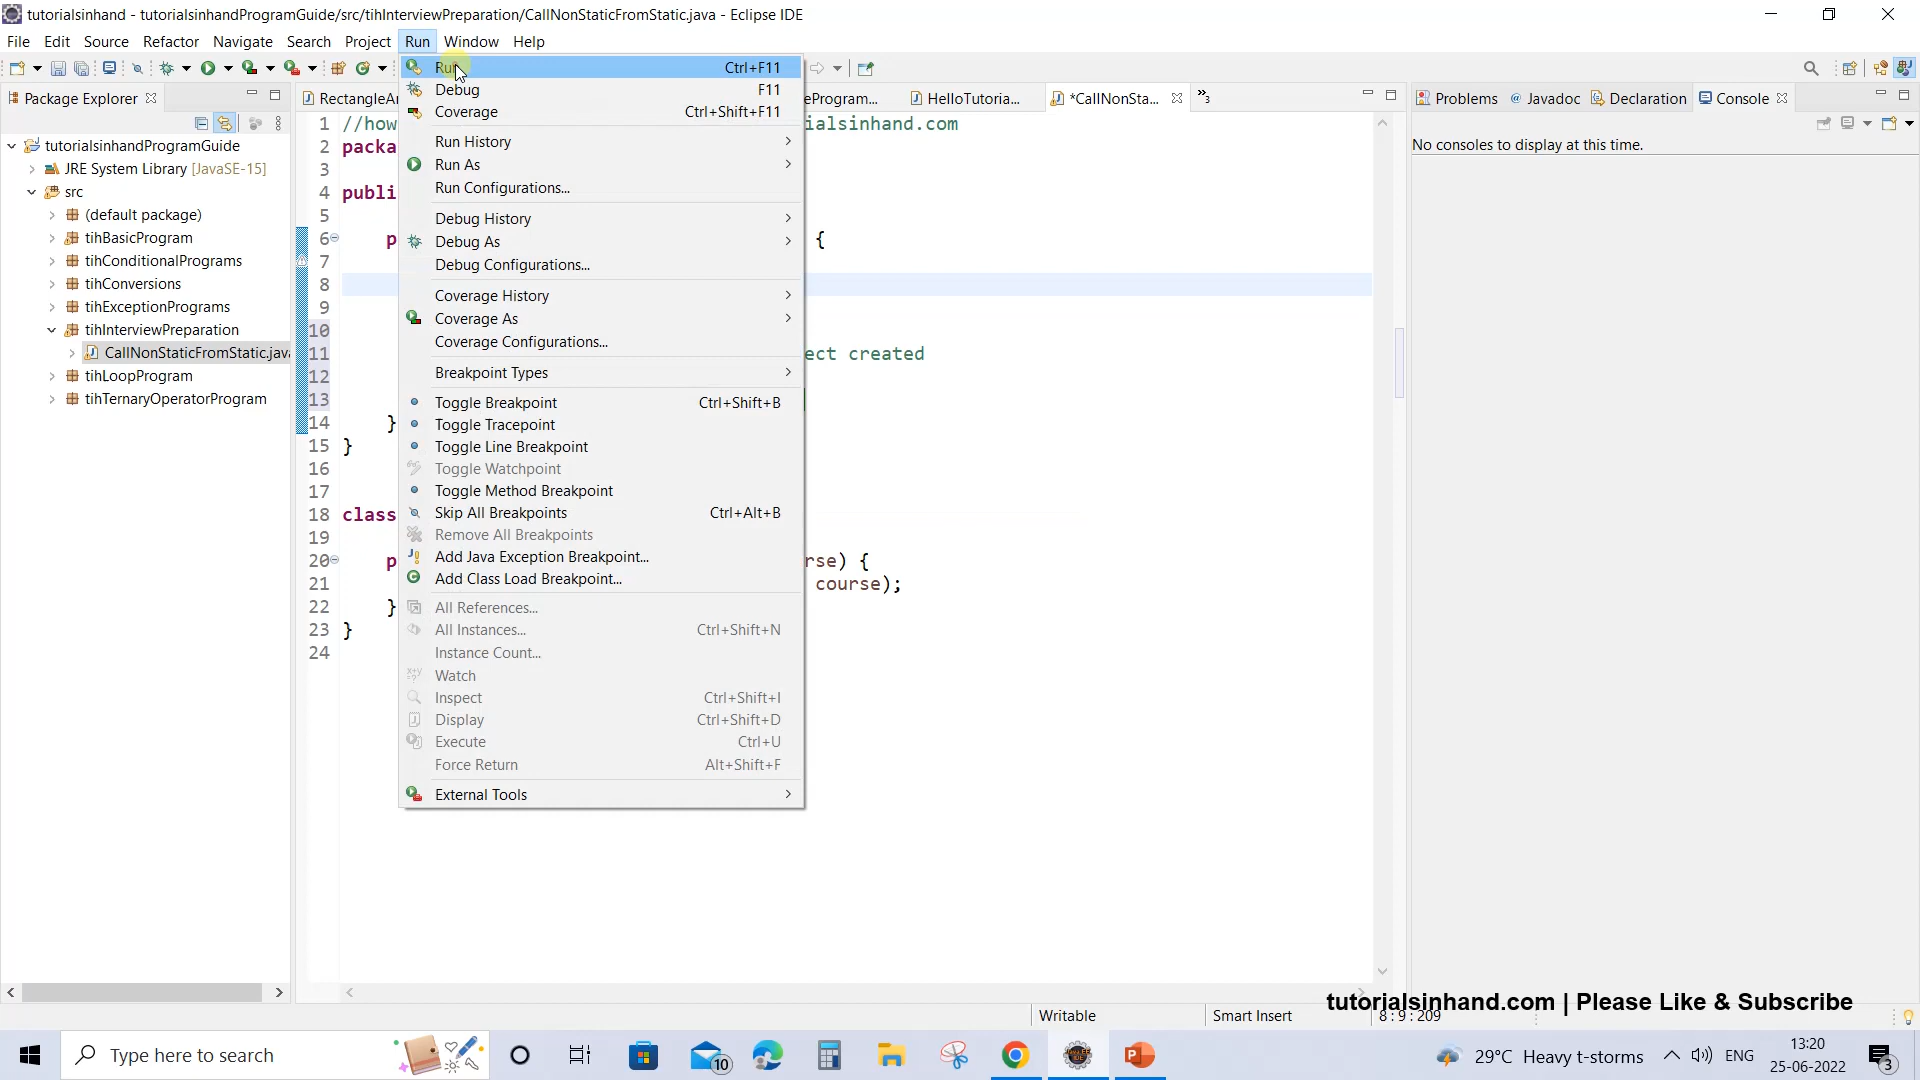 tutorialsinhand - tutorialsinhandProgramGuide/src/tihInterviewPreparation/CallNonStaticFromStatic.java - Eclipse IDE
File Edit Source Refactor Navigate Search Project Run Window Help
Package Explorer
tutorialsinhandProgramGuide
JRE System Library [JavaSE-15]
src
(default package)
tihBasicProgram
tihConditionalPrograms
tihConversions
tihExceptionPrograms
tihInterviewPreparation
CallNonStaticFromStatic.java
tihLoopProgram
tihTernaryOperatorProgram
RectangleAr
eProgram...
HelloTutoria...
*CallNonSta...
»3
1 //how ialsinhand.com
2 packa
3
4 publi
5
6 p {
7
8
9
10
11 ect created
12
13
14 }
15 }
16
17
18 class
19
20 p rse) {
21 course);
22 }
23 }
24
Run Ctrl+F11
Debug F11
Coverage Ctrl+Shift+F11
Run History
Run As
Run Configurations...
Debug History
Debug As
Debug Configurations...
Coverage History
Coverage As
Coverage Configurations...
Breakpoint Types
Toggle Breakpoint Ctrl+Shift+B
Toggle Tracepoint
Toggle Line Breakpoint
Toggle Watchpoint
Toggle Method Breakpoint
Skip All Breakpoints Ctrl+Alt+B
Remove All Breakpoints
Add Java Exception Breakpoint...
Add Class Load Breakpoint...
All References...
All Instances... Ctrl+Shift+N
Instance Count...
Watch
Inspect Ctrl+Shift+I
Display Ctrl+Shift+D
Execute Ctrl+U
Force Return Alt+Shift+F
External Tools
Problems Javadoc Declaration Console
No consoles to display at this time.
tutorialsinhand.com | Please Like & Subscribe
Writable Smart Insert 8 : 9 : 209
Type here to search
10
29°C Heavy t-storms ENG
13:20
25-06-2022
3